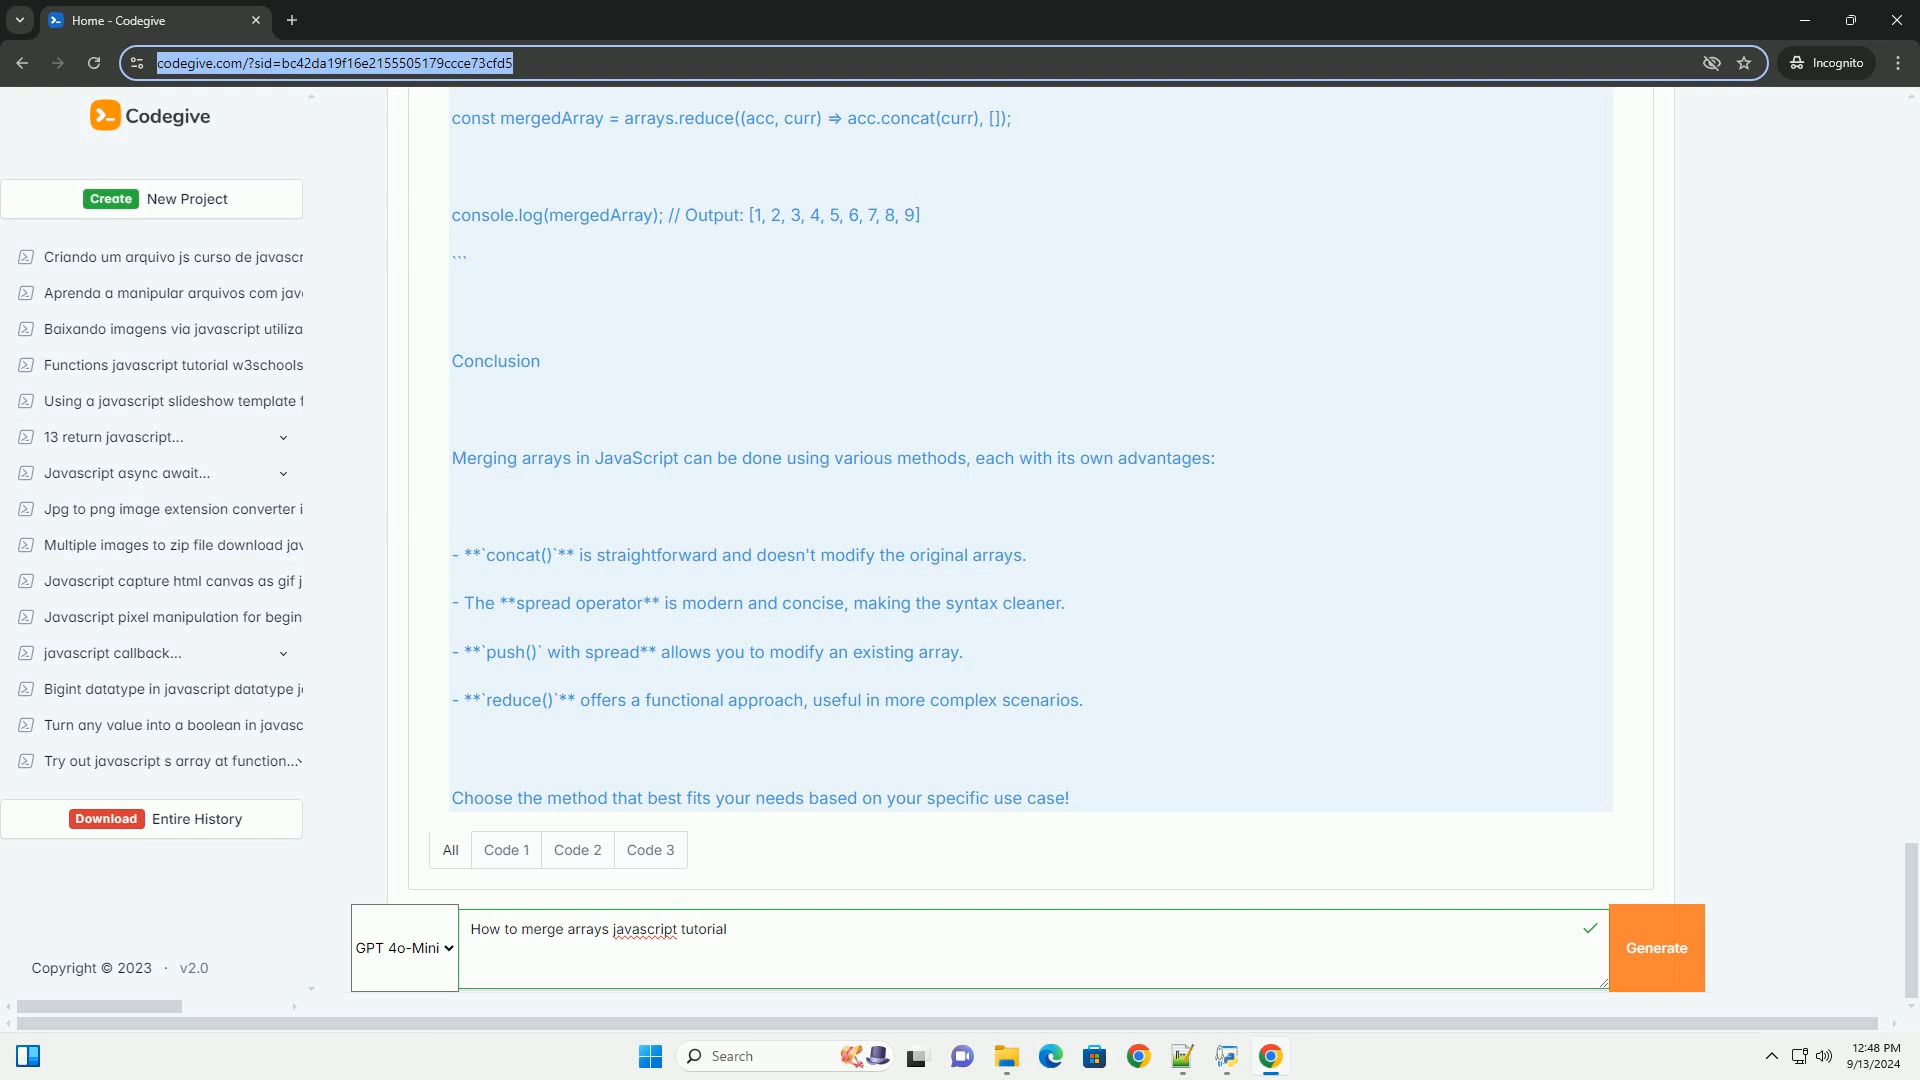 Home - Codegive
codegive.com/?sid=bc42da19f16e2155505179ccce73cfd5
Incognito
Codegive
Create New Project
Criando um arquivo js curso de javascr
Aprenda a manipular arquivos com jav
Baixando imagens via javascript utiliza
Functions javascript tutorial w3schools
Using a javascript slideshow template f
13 return javascript...
Javascript async await...
Jpg to png image extension converter i
Multiple images to zip file download jav
Javascript capture html canvas as gif j
Javascript pixel manipulation for begin
javascript callback...
Bigint datatype in javascript datatype j
Turn any value into a boolean in javasc
Try out javascript s array at function...
Download Entire History
Copyright © 2023 · v2.0
const mergedArray = arrays.reduce((acc, curr) => acc.concat(curr), []);
console.log(mergedArray); // Output: [1, 2, 3, 4, 5, 6, 7, 8, 9]
```
Conclusion
Merging arrays in JavaScript can be done using various methods, each with its own advantages:
- **`concat()`** is straightforward and doesn't modify the original arrays.
- The **spread operator** is modern and concise, making the syntax cleaner.
- **`push()` with spread** allows you to modify an existing array.
- **`reduce()`** offers a functional approach, useful in more complex scenarios.
Choose the method that best fits your needs based on your specific use case!
All Code 1 Code 2 Code 3
GPT 4o-Mini
How to merge arrays javascript tutorial
Generate
Search
12:48 PM
9/13/2024